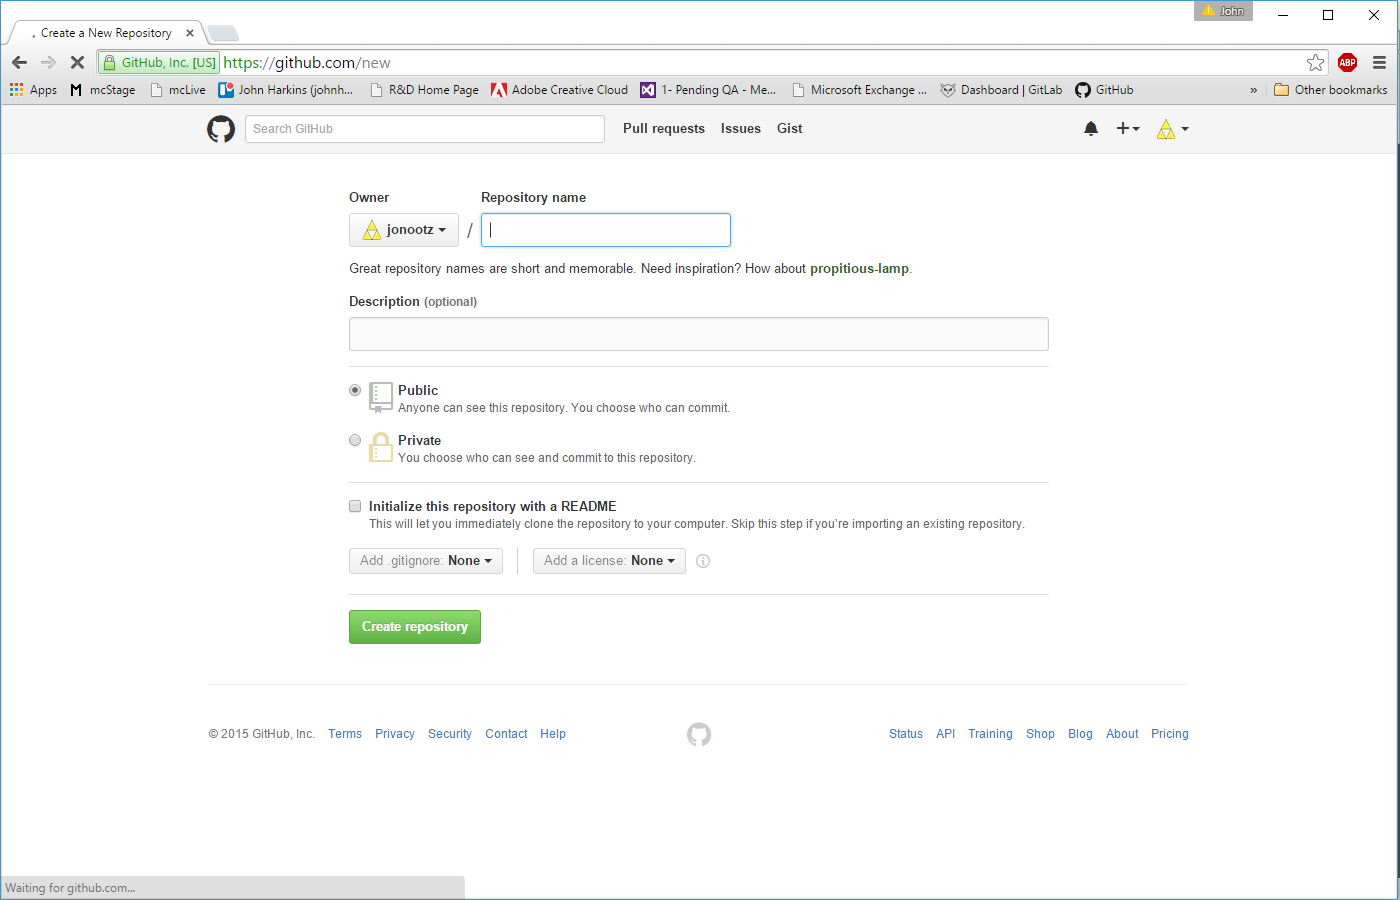 John
Create a New Repository
GitHub, Inc. [US] https://github.com/new
ABP
Apps M mcStage mcLive John Harkins (johnh... R&D Home Page Adobe Creative Cloud 1- Pending QA - Me... Microsoft Exchange ... Dashboard | GitLab GitHub » Other bookmarks
Search GitHub Pull requests Issues Gist
Owner Repository name
jonootz /
Great repository names are short and memorable. Need inspiration? How about propitious-lamp.
Description (optional)
Public
Anyone can see this repository. You choose who can commit.
Private
You choose who can see and commit to this repository.
Initialize this repository with a README
This will let you immediately clone the repository to your computer. Skip this step if you're importing an existing repository.
Add .gitignore: None Add a license: None
Create repository
© 2015 GitHub, Inc. Terms Privacy Security Contact Help Status API Training Shop Blog About Pricing
Waiting for github.com...